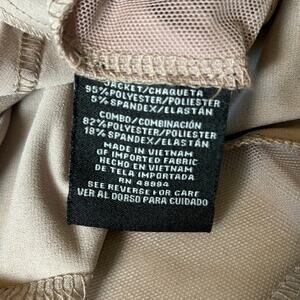 JACKET/CHAQUETA
95%POLYESTER/POLIESTER
5%SPANDEX/ELASTÁN
COMBO/COMBINACIÓN
82%POLYESTER/POLIESTER
18%SPANDEX/ELASTÁN
MADE IN VIETNAM
OF IMPORTED FABRIC
HECHO EN VIETNAM
DE TELA IMPORTADA
RN 48994
SEE REVERSE FOR CARE
VER AL DORSO PARA CUIDADO